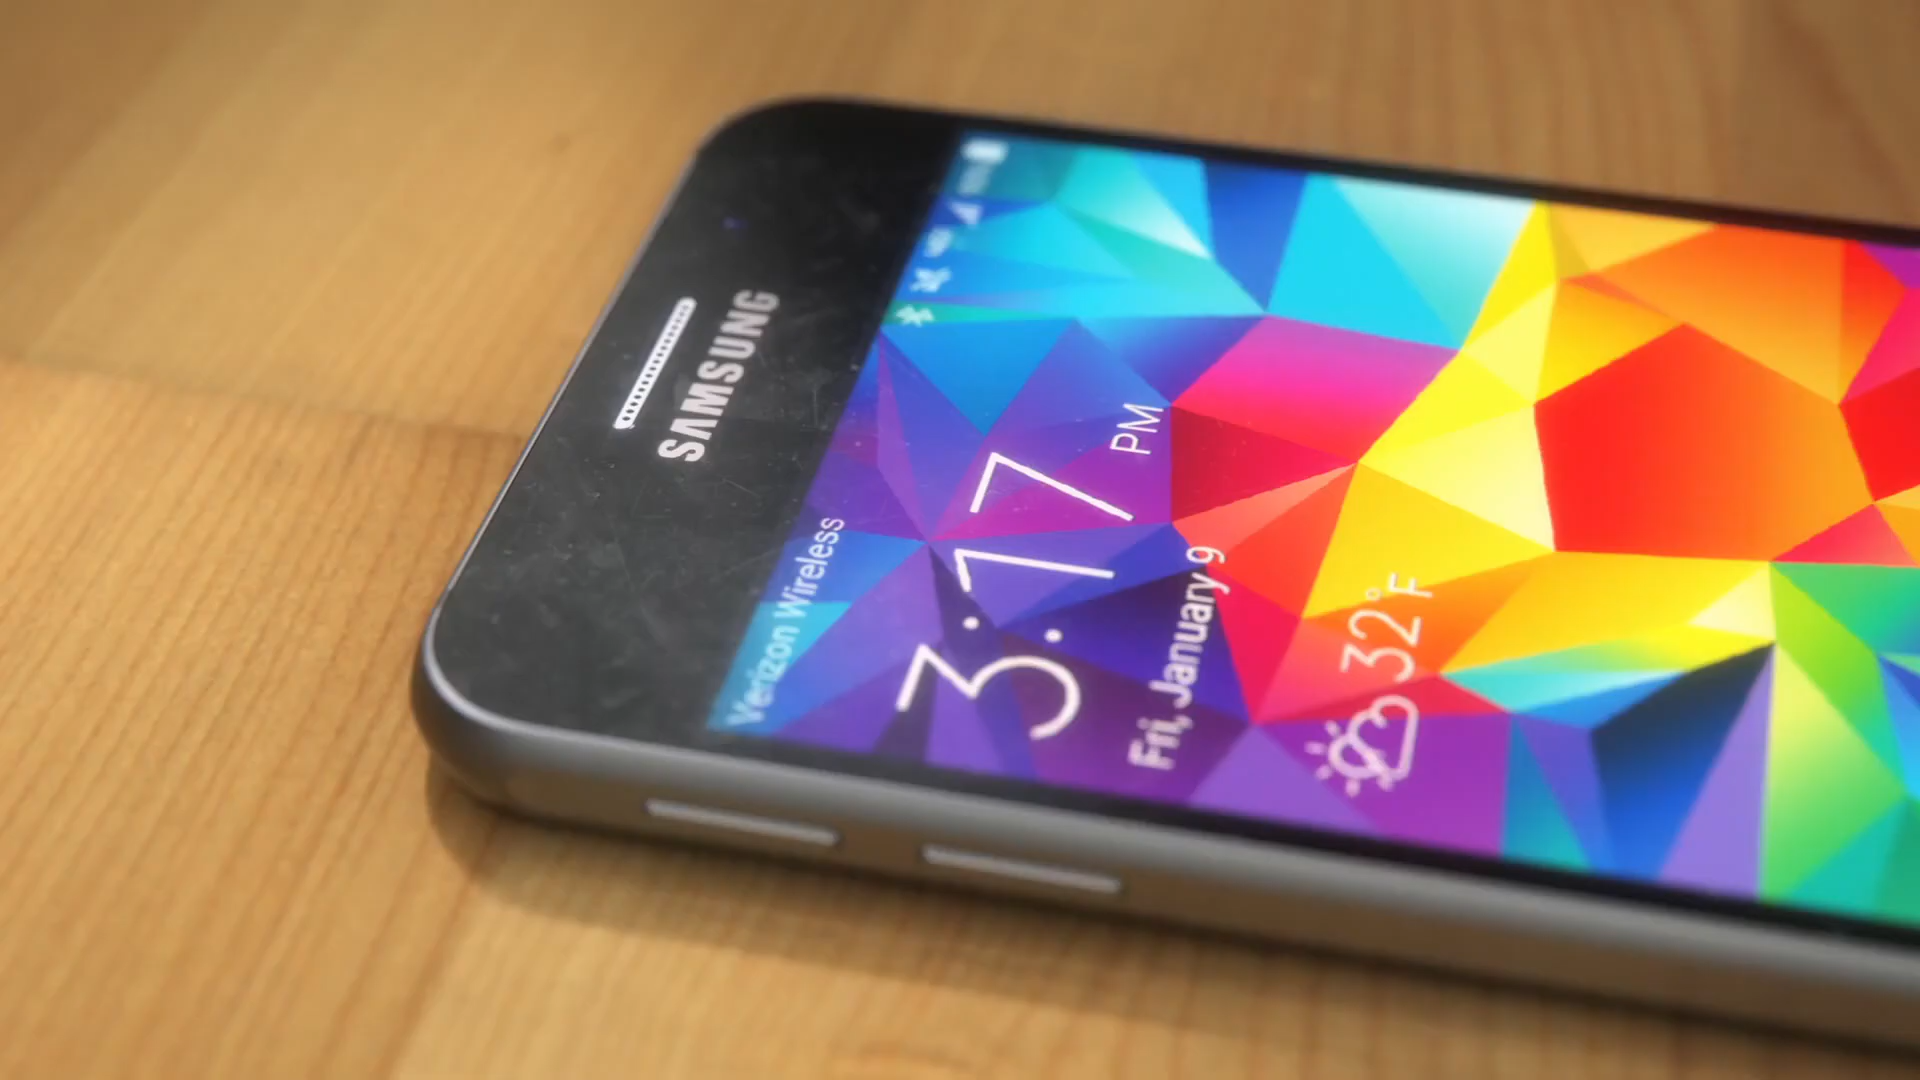 SAMSUNG
Verizon Wireless
3:17 PM
Fri, January 9
32° F